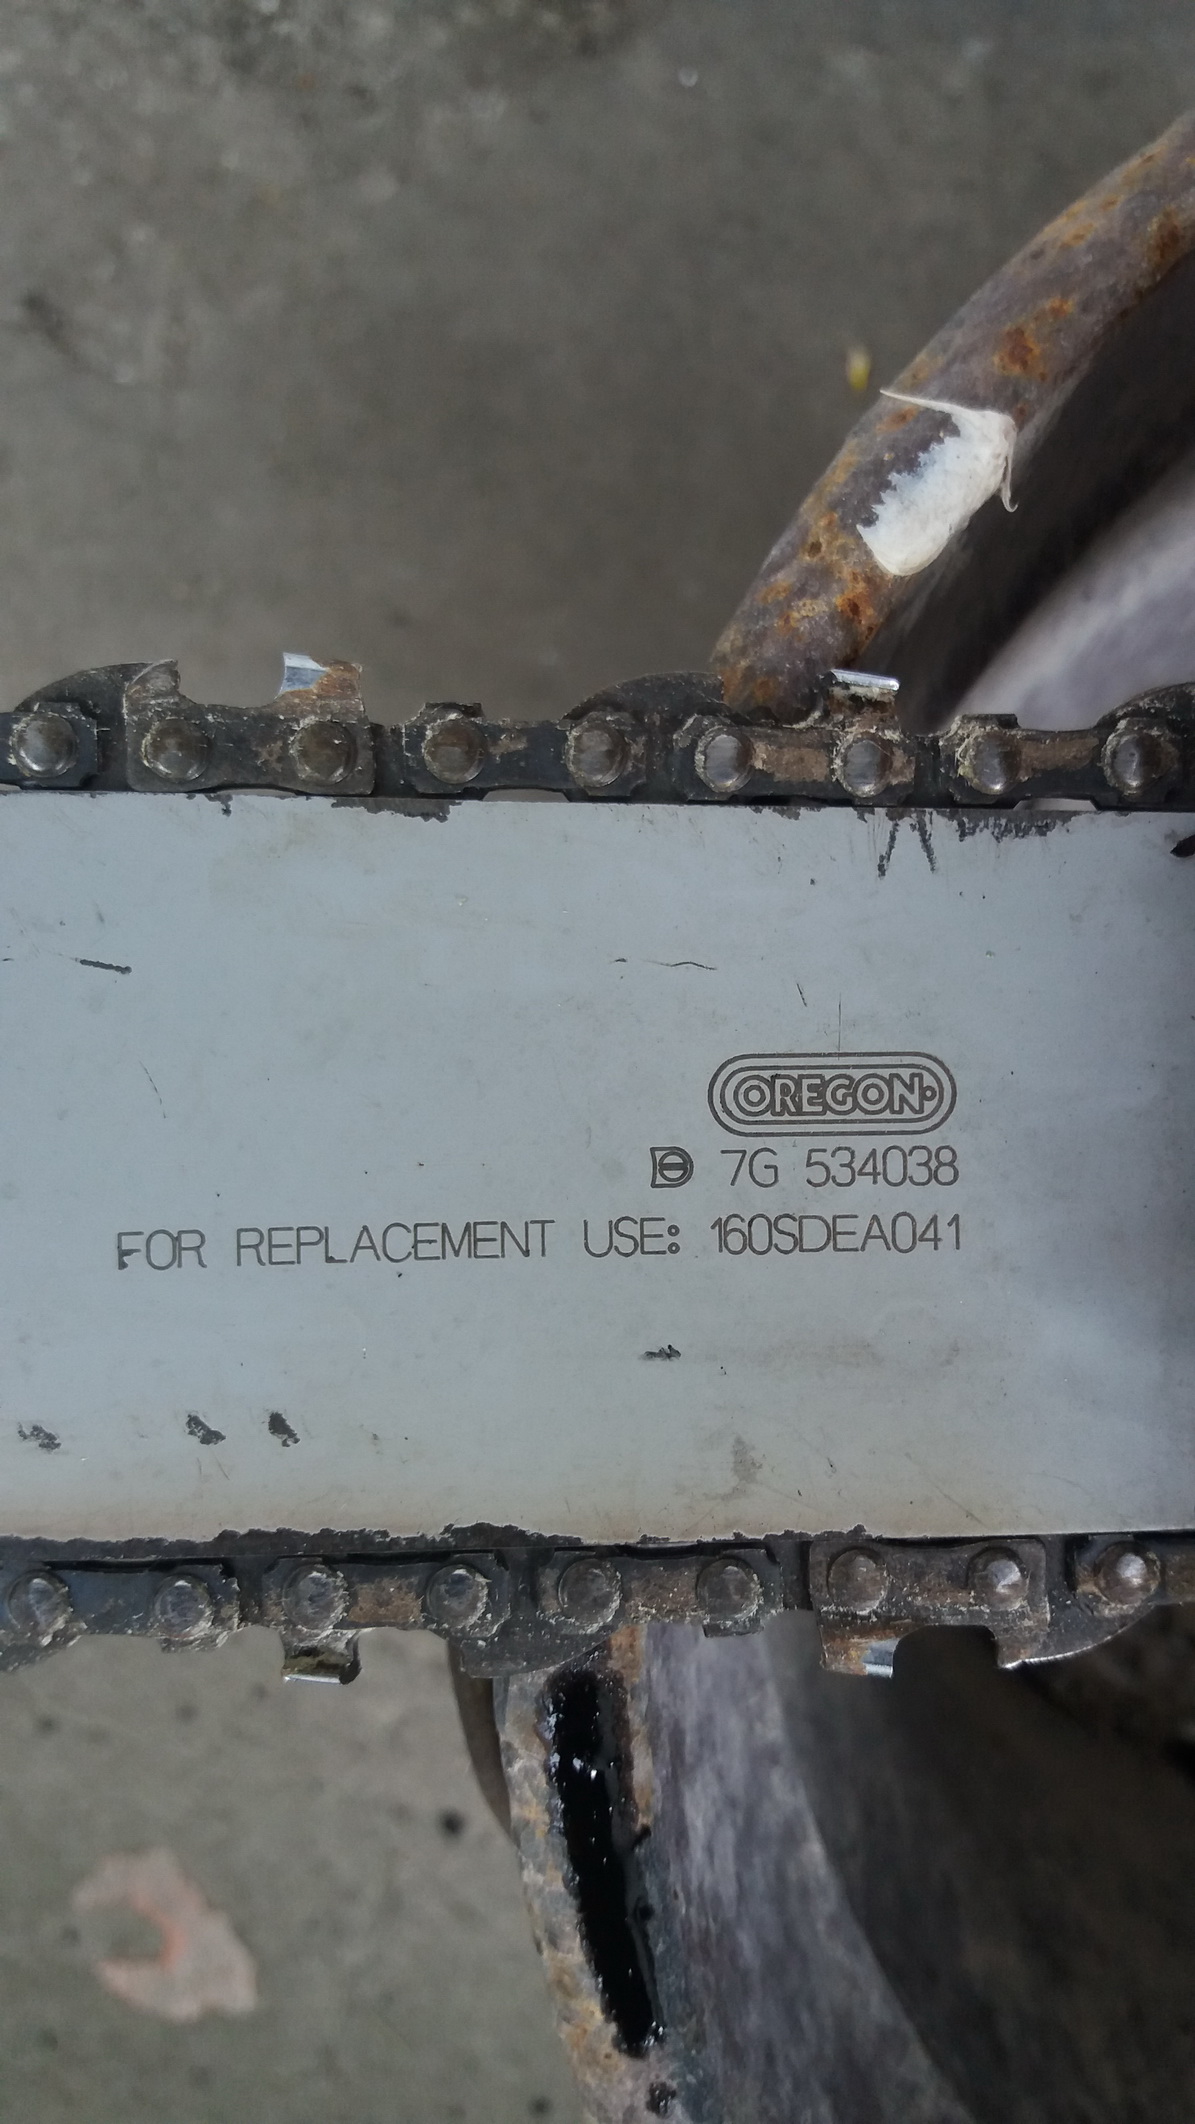 OREGON
D 7G 534038
FOR REPLACEMENT USE: 160SDEA041